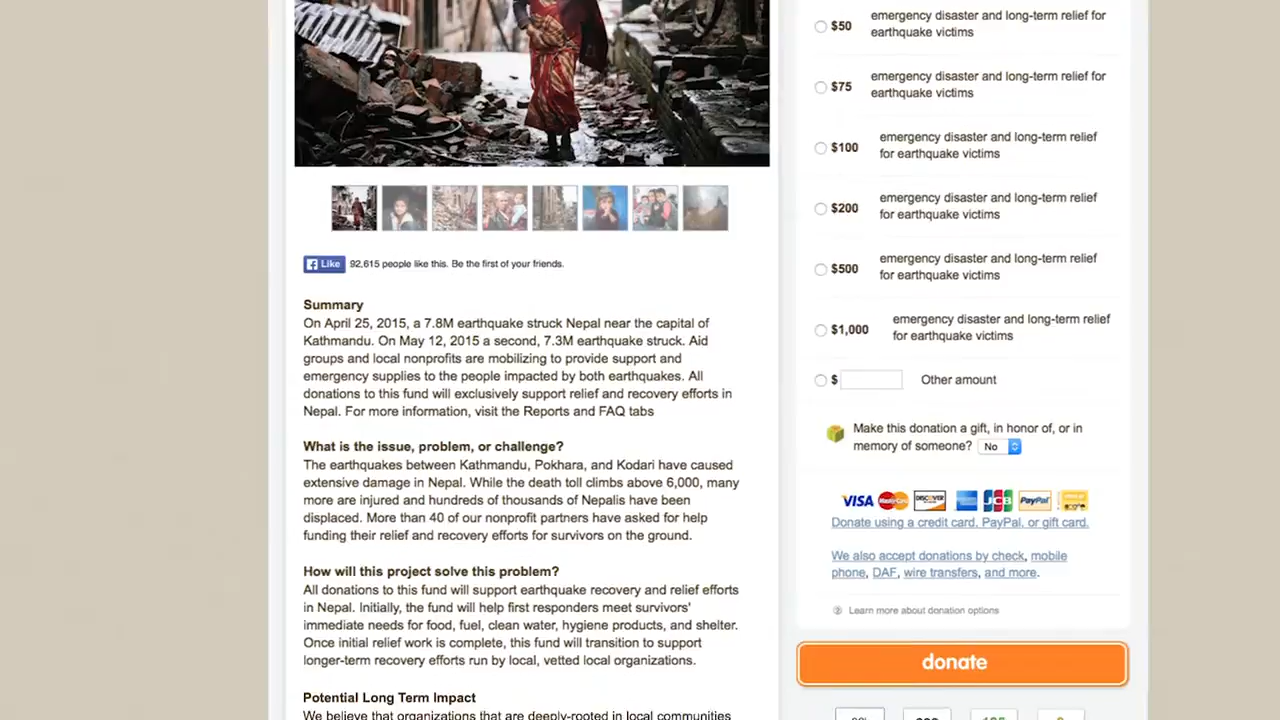 $50 emergency disaster and long-term relief for
earthquake victims
$75 emergency disaster and long-term relief for
earthquake victims
$100 emergency disaster and long-term relief
for earthquake victims
$200 emergency disaster and long-term relief
for earthquake victims
$500 emergency disaster and long-term relief
for earthquake victims
$1,000 emergency disaster and long-term relief
for earthquake victims
$ Other amount
Make this donation a gift, in honor of, or in
memory of someone? No
VISA MasterCard DISCOVER JCB PayPal
Donate using a credit card, PayPal, or gift card.
We also accept donations by check, mobile
phone, DAF, wire transfers, and more.
Learn more about donation options
donate
Like 92,615 people like this. Be the first of your friends.
Summary
On April 25, 2015, a 7.8M earthquake struck Nepal near the capital of
Kathmandu. On May 12, 2015 a second, 7.3M earthquake struck. Aid
groups and local nonprofits are mobilizing to provide support and
emergency supplies to the people impacted by both earthquakes. All
donations to this fund will exclusively support relief and recovery efforts in
Nepal. For more information, visit the Reports and FAQ tabs
What is the issue, problem, or challenge?
The earthquakes between Kathmandu, Pokhara, and Kodari have caused
extensive damage in Nepal. While the death toll climbs above 6,000, many
more are injured and hundreds of thousands of Nepalis have been
displaced. More than 40 of our nonprofit partners have asked for help
funding their relief and recovery efforts for survivors on the ground.
How will this project solve this problem?
All donations to this fund will support earthquake recovery and relief efforts
in Nepal. Initially, the fund will help first responders meet survivors'
immediate needs for food, fuel, clean water, hygiene products, and shelter.
Once initial relief work is complete, this fund will transition to support
longer-term recovery efforts run by local, vetted local organizations.
Potential Long Term Impact
We believe that organizations that are deeply-rooted in local communities